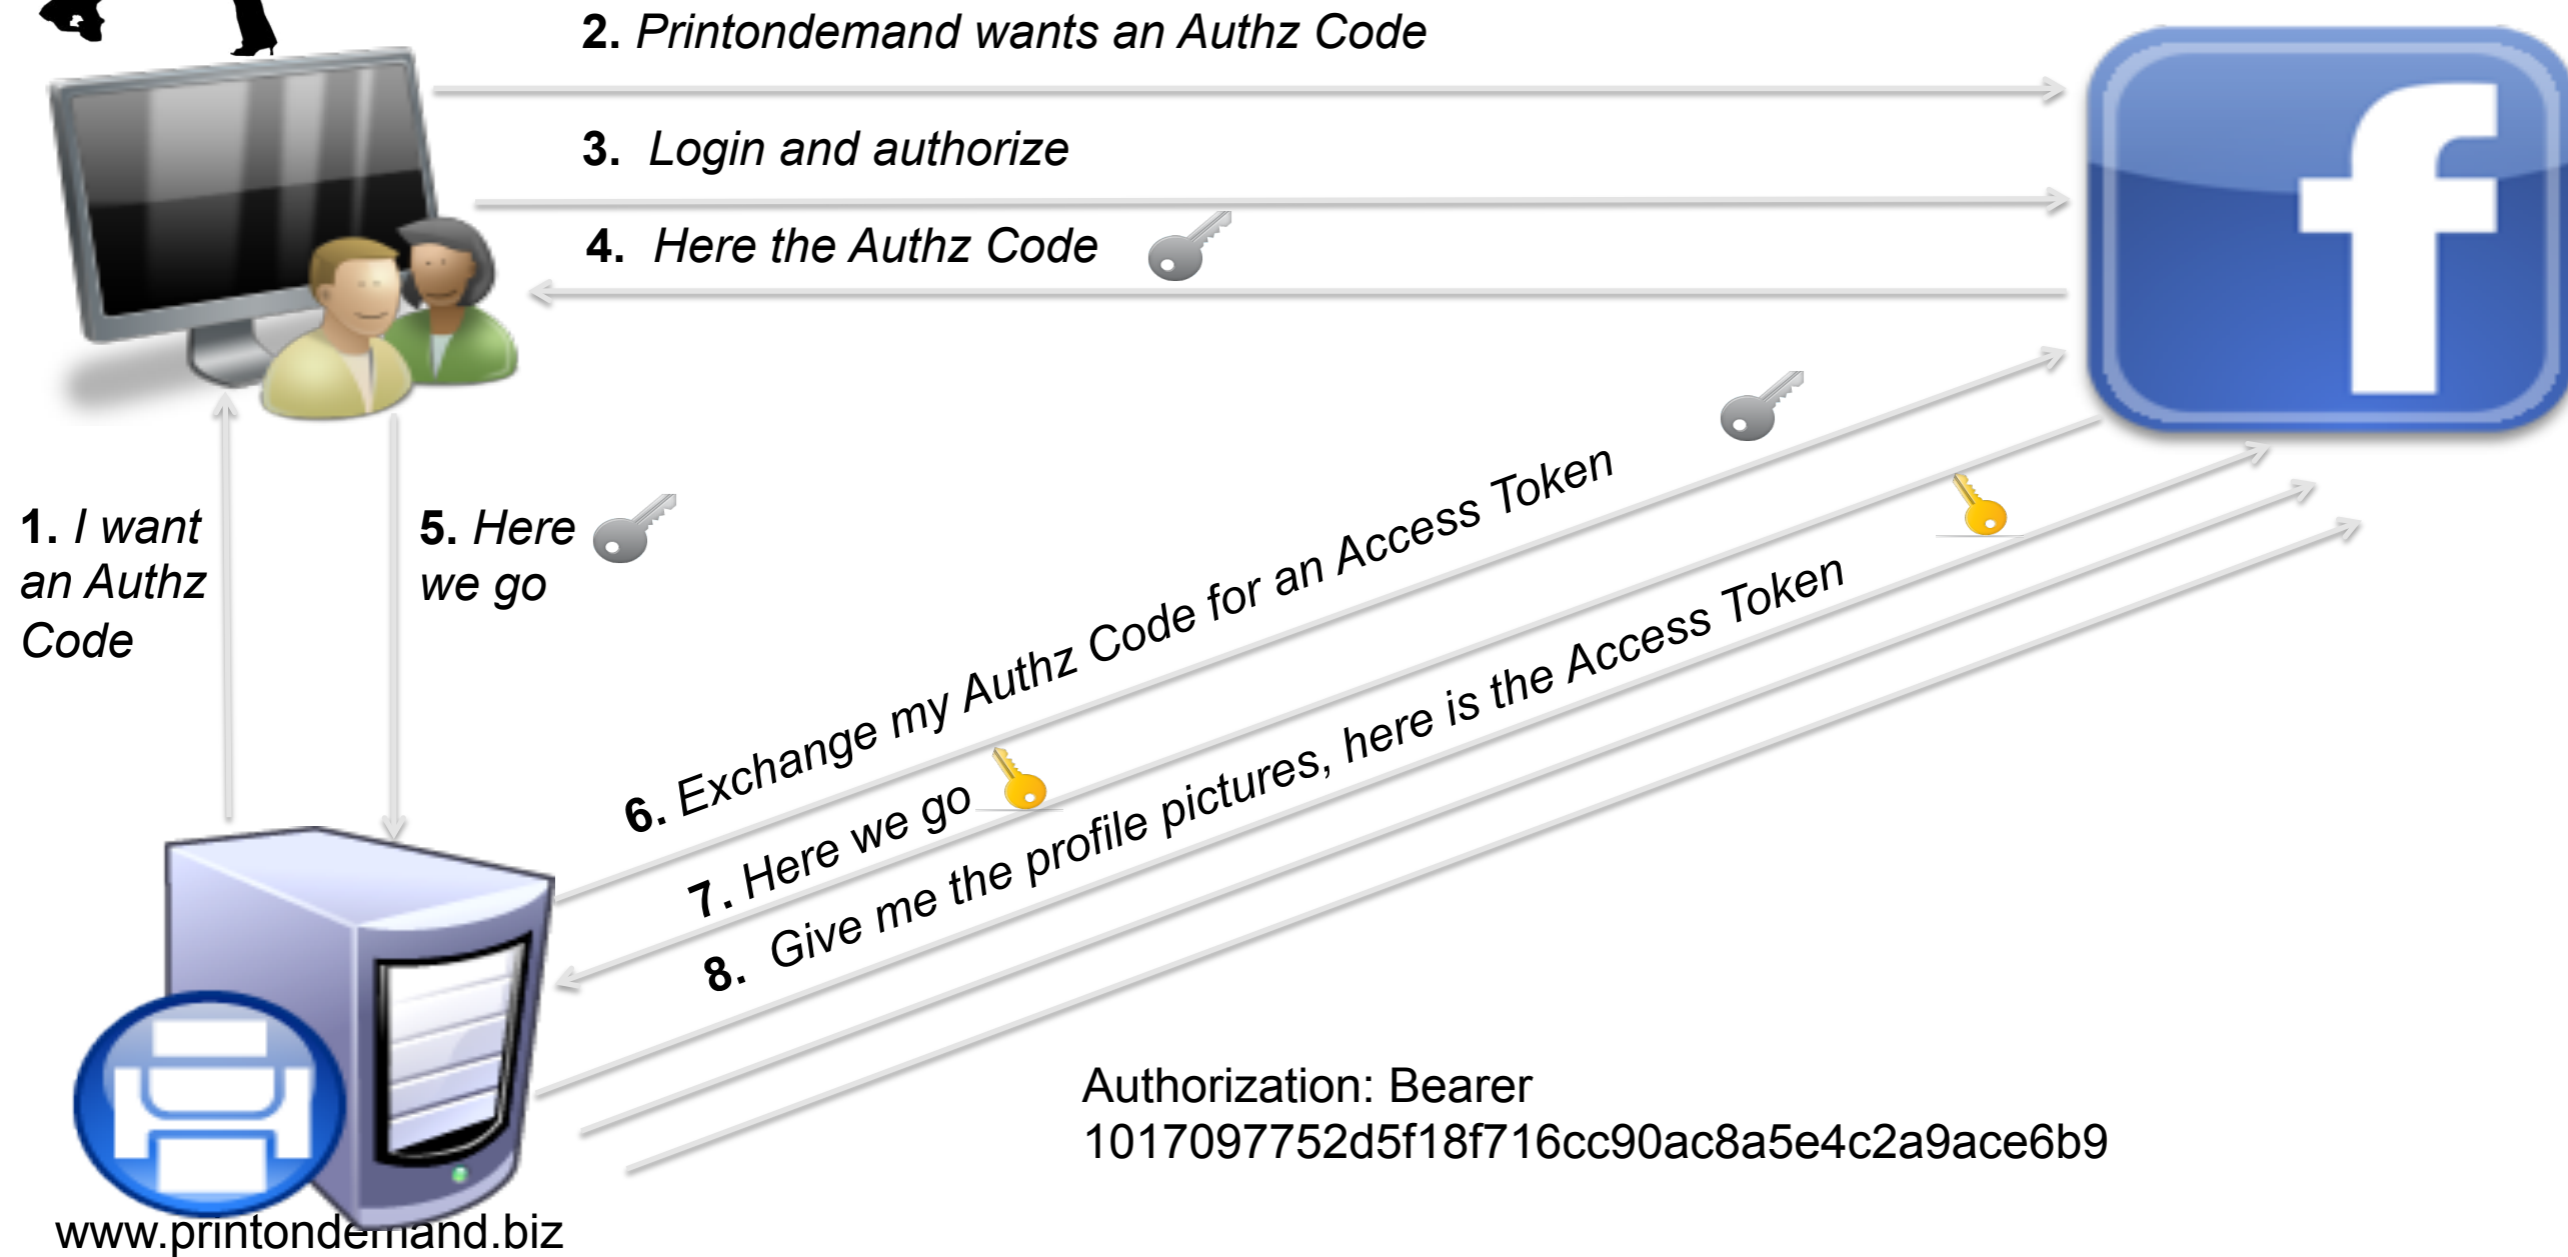 2. Printondemand wants an Authz Code
3. Login and authorize
4. Here the Authz Code
1. I want
an Authz
Code
5. Here
we go
6. Exchange my Authz Code for an Access Token
7. Here we go
8. Give me the profile pictures, here is the Access Token
Authorization: Bearer
1017097752d5f18f716cc90ac8a5e4c2a9ace6b9
www.printondemand.biz